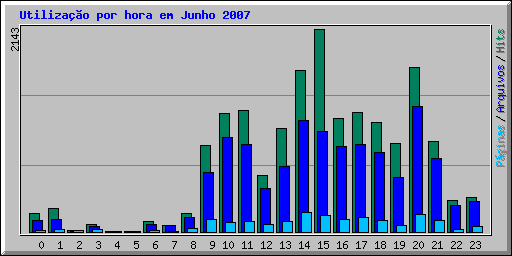 Utilização por hora em Junho 2007
2143
Páginas / Arquivos / Hits
0 1 2 3 4 5 6 7 8 9 10 11 12 13 14 15 16 17 18 19 20 21 22 23